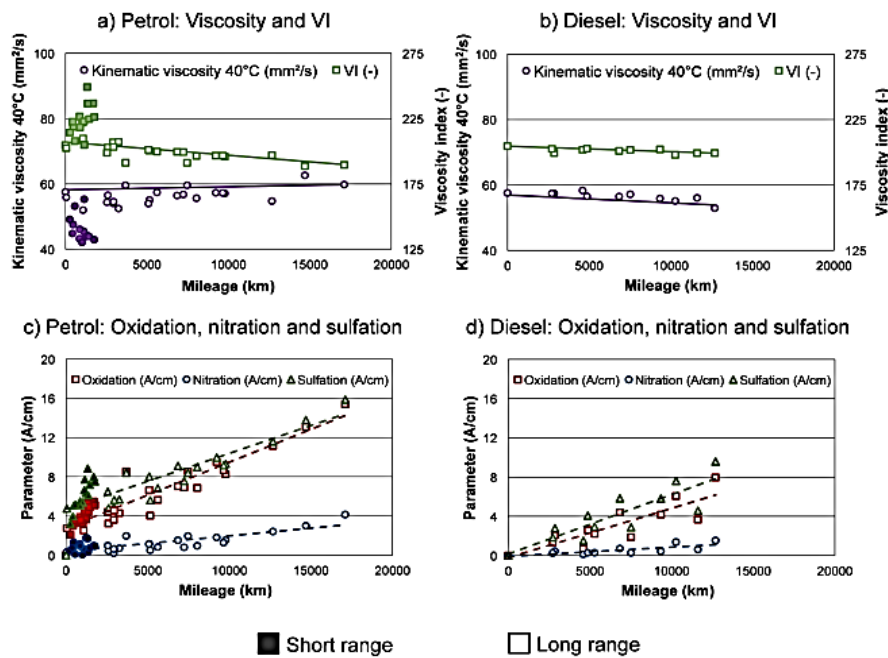 a) Petrol: Viscosity and VI
b) Diesel: Viscosity and VI
Kinematic viscosity 40°C (mm²/s)
100
80
60
40
Kinematic viscosity 40°C (mm²/s)
VI (-)
275
225
175
125
Viscosity index (-)
0
5000
10000
15000
20000
Mileage (km)
Kinematic viscosity 40°C (mm²/s)
100
80
60
40
Kinematic viscosity 40°C (mm²/s)
VI (-)
275
225
175
125
Viscosity index (-)
0
5000
10000
15000
20000
Mileage (km)
c) Petrol: Oxidation, nitration and sulfation
d) Diesel: Oxidation, nitration and sulfation
Parameter (A/cm)
20
16
12
8
4
0
Oxidation (A/cm)
Nitration (A/cm)
Sulfation (A/cm)
0
5000
10000
15000
20000
Mileage (km)
Parameter (A/cm)
20
16
12
8
4
0
Oxidation (A/cm)
Nitration (A/cm)
Sulfation (A/cm)
0
5000
10000
15000
20000
Mileage (km)
Short range
Long range